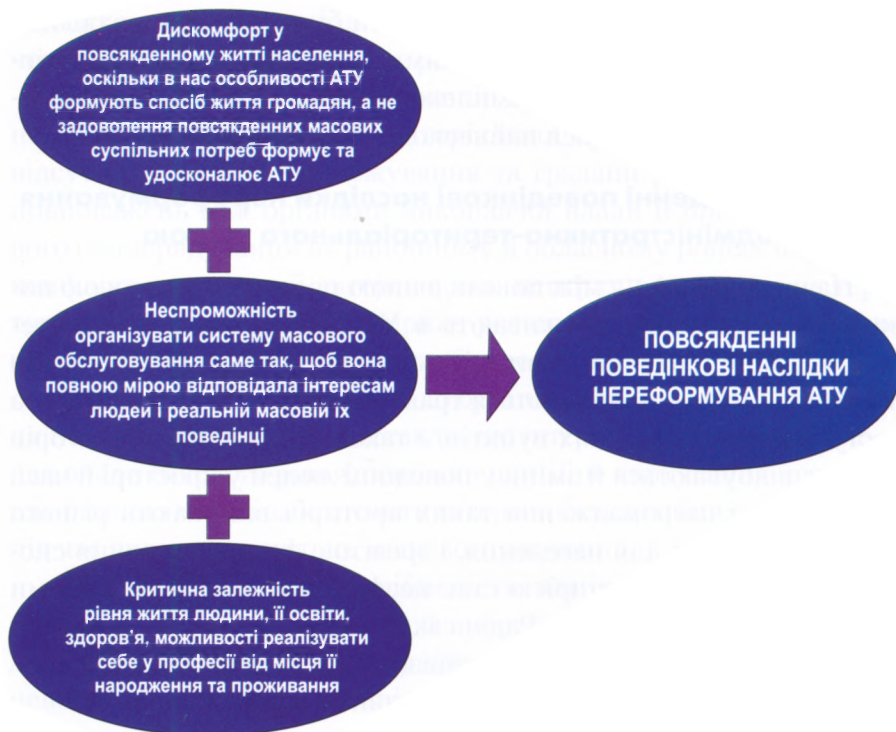 Дискомфорт у
повсякденному житті населення,
оскільки в нас особливості АТУ
формують спосіб життя громадян, а не
задоволення повсякденних масових
суспільних потреб формує та
удосконалює АТУ
Неспроможність
організувати систему масового
обслуговування саме так, щоб вона
повною мірою відповідала інтересам
людей і реальній масовій їх
поведінці
ПОВСЯКДЕННІ
ПОВЕДІНКОВІ НАСЛІДКИ
НЕРЕФОРМУВАННЯ АТУ
Критична залежність
рівня життя людини, її освіти,
здоров'я, можливості реалізувати
себе у професії від місця її
народження та проживання